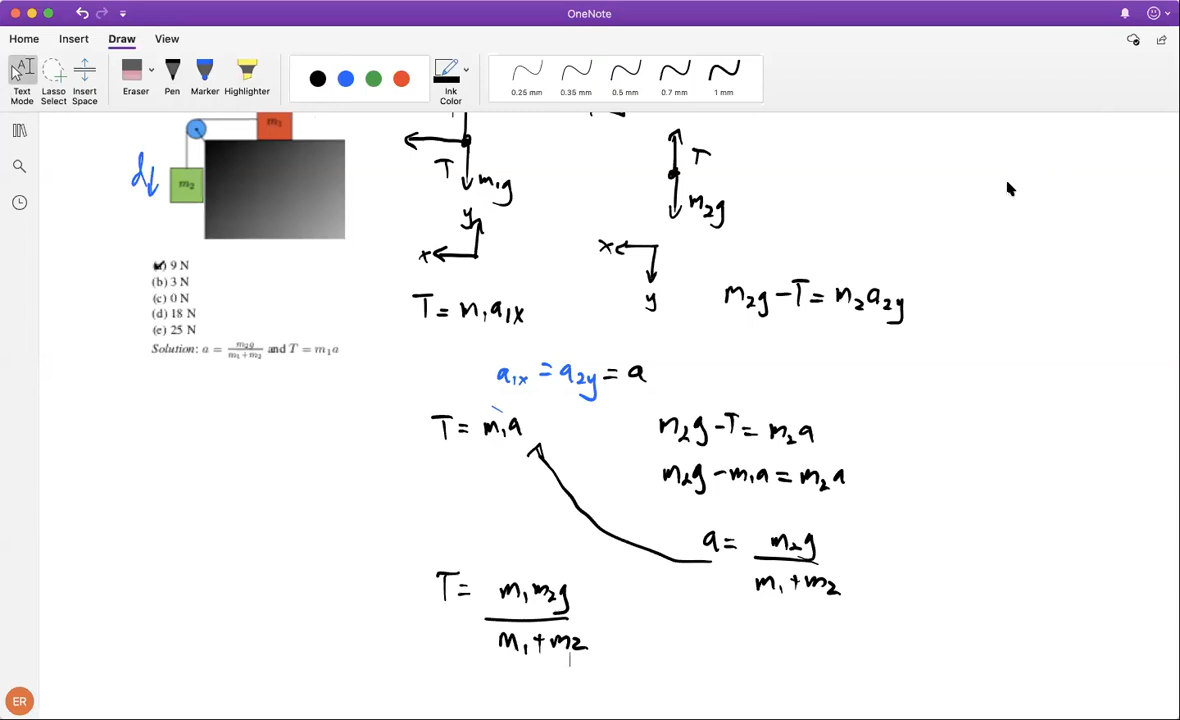 OneNote
Home Insert Draw View
Text Mode
Lasso Select
Insert Space
Eraser
Pen
Marker
Highlighter
Ink Color
0.25 mm 0.35 mm 0.5 mm 0.7 mm 1 mm
m₁
m₂
d
T
m₁g
y
x
T
m₂g
x
y
(a) 9 N
(b) 3 N
(c) 0 N
(d) 18 N
(e) 25 N
Solution: a = m₂g/(m₁+m₂) and T = m₁a
T = m₁a₁ₓ
m₂g - T = m₂a₂y
a₁ₓ = a₂y = a
T = m₁a
m₂g - T = m₂a
m₂g - m₁a = m₂a
a = m₂g/(m₁ + m₂)
T = m₁m₂g/(m₁ + m₂)
ER